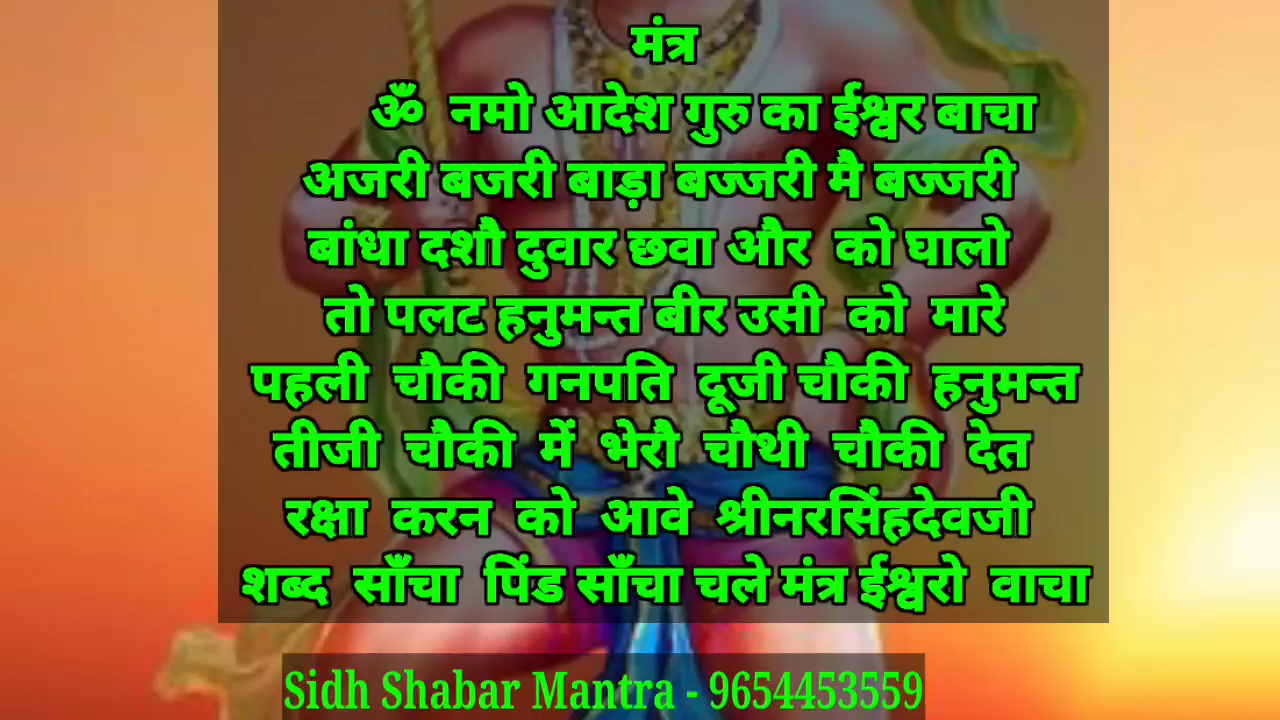 मंत्र
ॐ नमो आदेश गुरु का ईश्वर बाचा
अजरी बजरी बाड़ा बज्जरी मै बज्जरी
बांधा दशौ दुवार छवा और को घालो
तो पलट हनुमन्त बीर उसी को मारे
पहली चौकी गनपति दूजी चौकी हनुमन्त
तीजी चौकी में भेरौ चौथी चौकी देत
रक्षा करन को आवे श्रीनरसिंहदेवजी
शब्द साँचा पिंड साँचा चले मंत्र ईश्वरो वाचा
Sidh Shabar Mantra - 9654453559